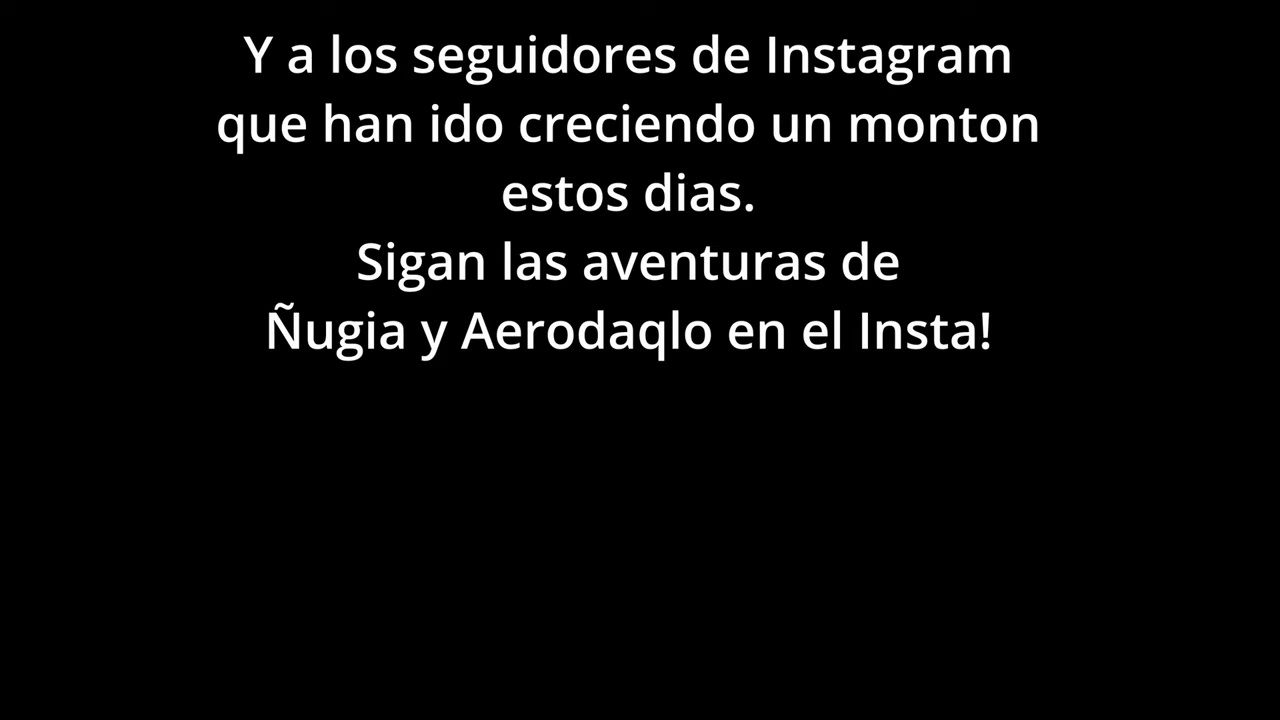 Y a los seguidores de Instagram
que han ido creciendo un monton
estos dias.
Sigan las aventuras de
Ñugia y Aerodaqlo en el Insta!